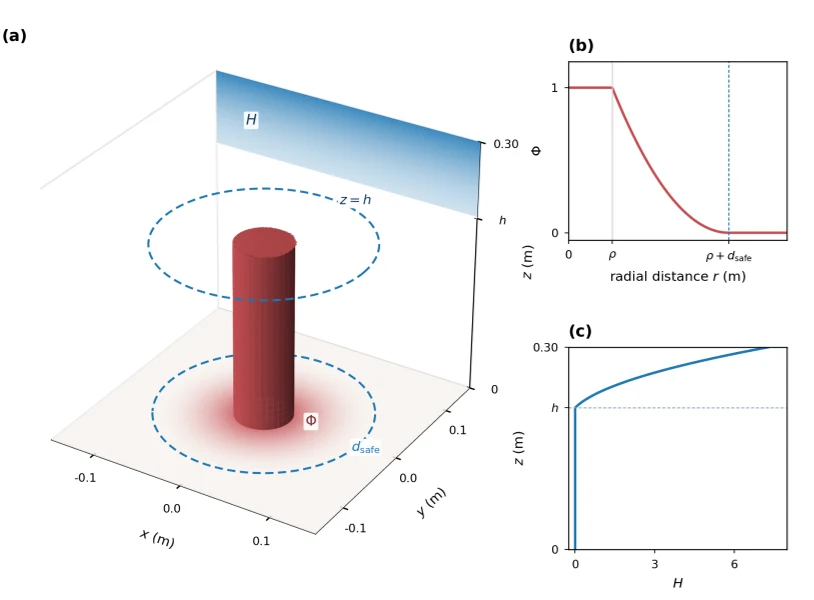 (a)
H
z = h
Φ
d_safe
0.30
h
0
z (m)
-0.1
0.0
0.1
x (m)
-0.1
0.0
0.1
y (m)
(b)
Φ
1
0
0
ρ
ρ + d_safe
radial distance r (m)
(c)
0.30
h
0
z (m)
0
3
6
H